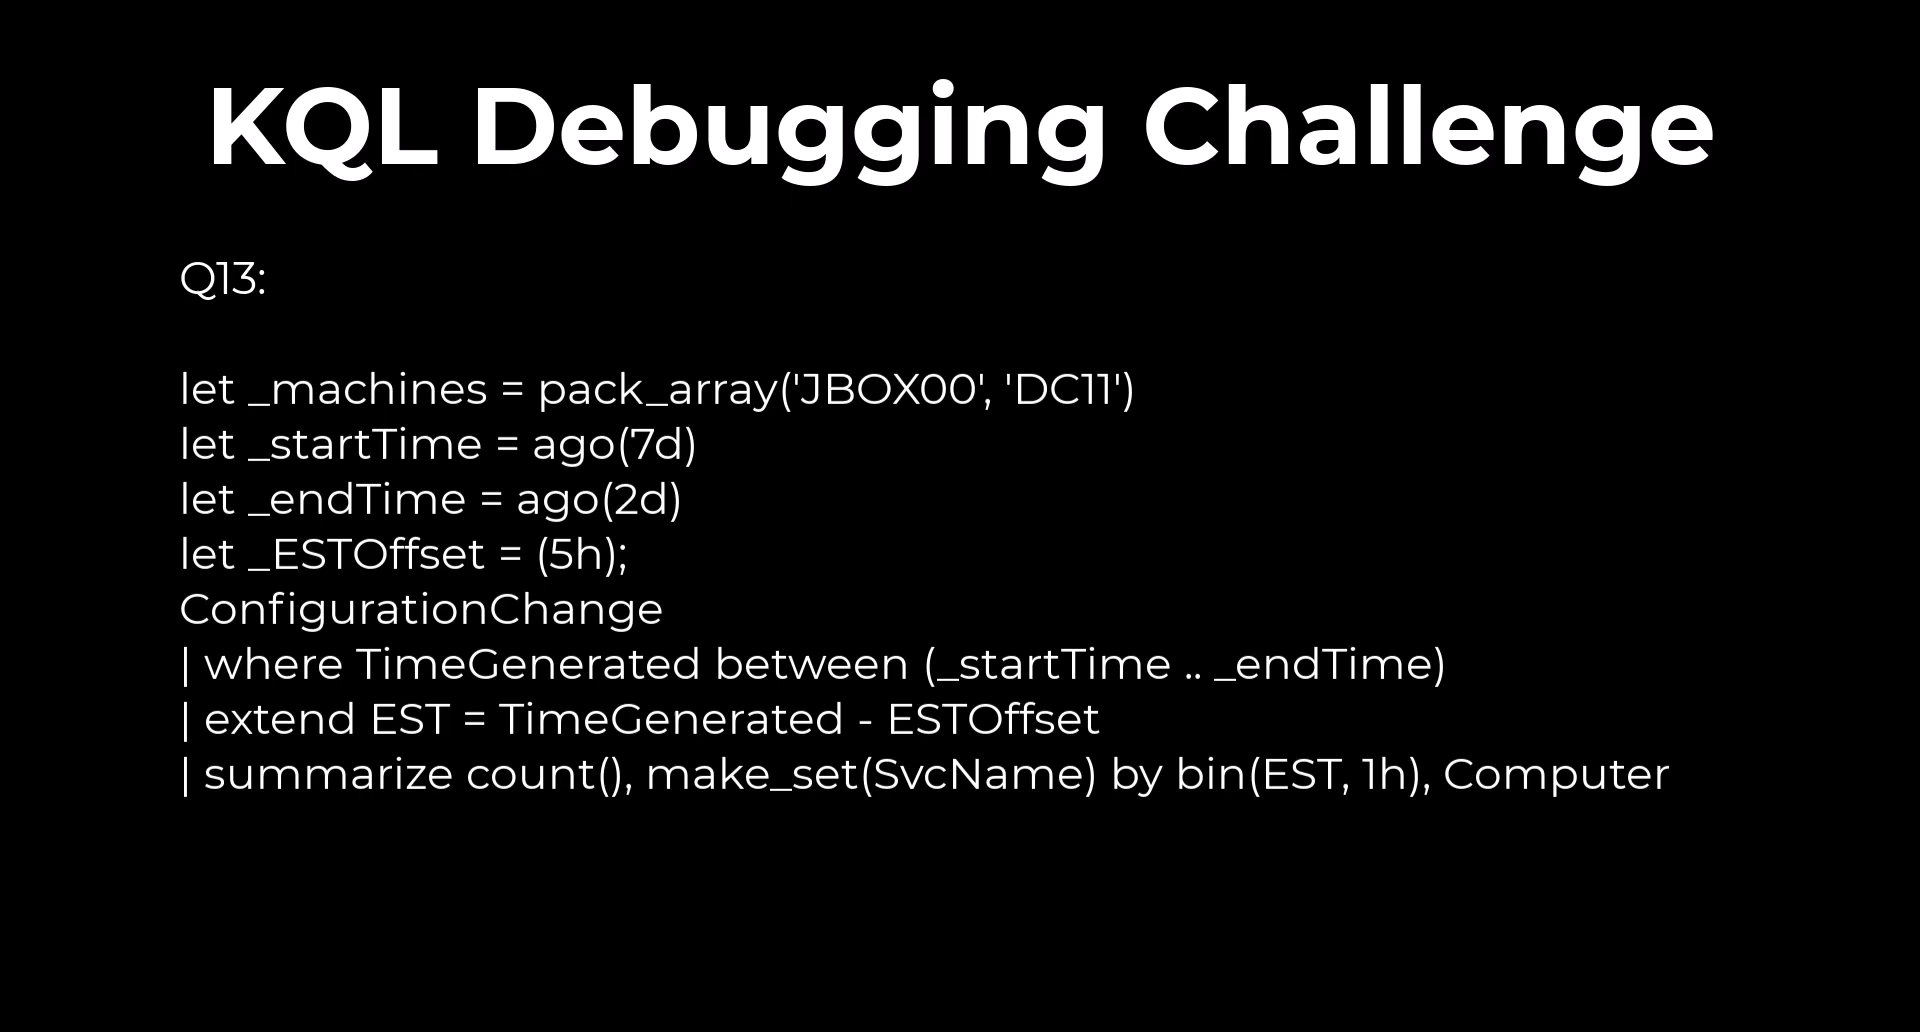 KQL Debugging Challenge
Q13:
let _machines = pack_array('JBOX00', 'DC11')
let _startTime = ago(7d)
let _endTime = ago(2d)
let _ESTOffset = (5h);
ConfigurationChange
| where TimeGenerated between (_startTime .. _endTime)
| extend EST = TimeGenerated - ESTOffset
| summarize count(), make_set(SvcName) by bin(EST, 1h), Computer